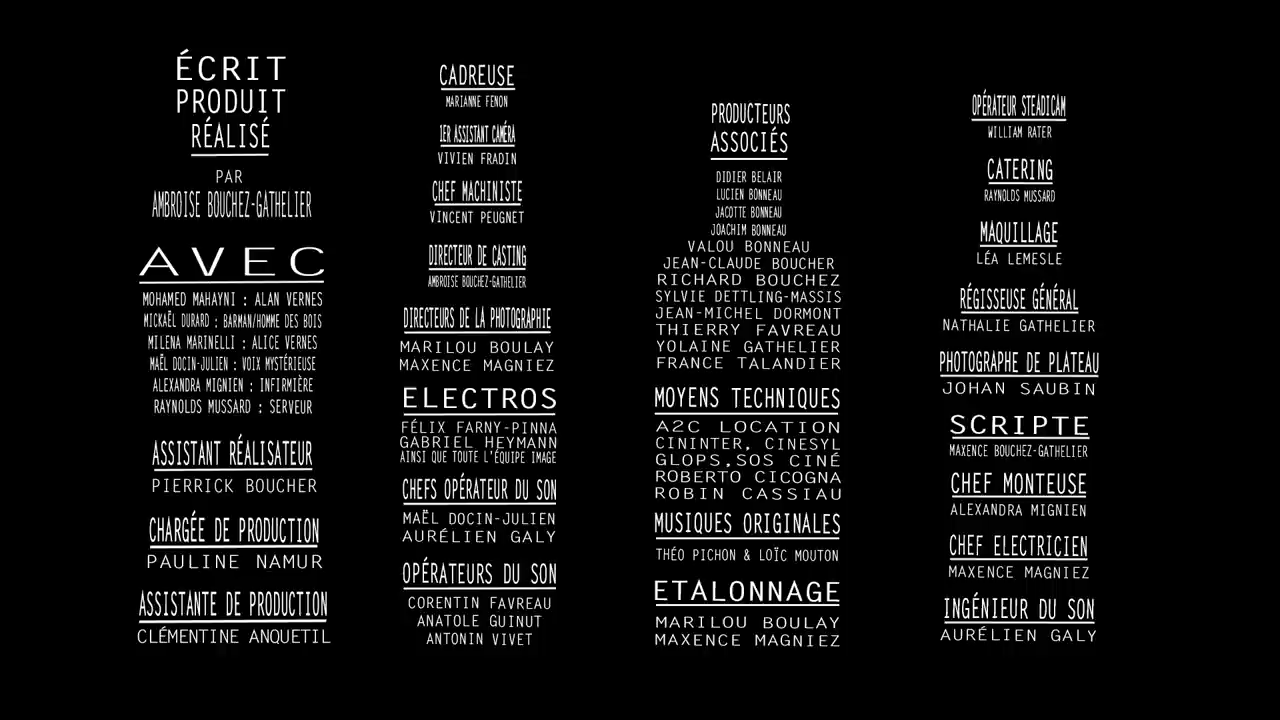 ÉCRIT
PRODUIT
RÉALISÉ
PAR
AMBROISE BOUCHEZ-GATHELIER
AVEC
MOHAMED MAHAYNI : ALAN VERNES
MICKAËL DURARD : BARMAN/HOMME DES BOIS
MILENA MARINELLI : ALICE VERNES
MAËL DOCIN-JULIEN : VOIX MYSTÉRIEUSE
ALEXANDRA MIGNIEN : INFIRMIÈRE
RAYNOLDS MUSSARD : SERVEUR
ASSISTANT RÉALISATEUR
PIERRICK BOUCHER
CHARGÉE DE PRODUCTION
PAULINE NAMUR
ASSISTANTE DE PRODUCTION
CLÉMENTINE ANQUETIL
CADREUSE
MARIANNE FENON
1ER ASSISTANT CAMÉRA
VIVIEN FRADIN
CHEF MACHINISTE
VINCENT PEUGNET
DIRECTEUR DE CASTING
AMBROISE BOUCHEZ-GATHELIER
DIRECTEURS DE LA PHOTOGRAPHIE
MARILOU BOULAY
MAXENCE MAGNIEZ
ELECTROS
FÉLIX FARNY-PINNA
GABRIEL HEYMANN
AINSI QUE TOUTE L'ÉQUIPE IMAGE
CHEFS OPÉRATEUR DU SON
MAËL DOCIN-JULIEN
AURÉLIEN GALY
OPÉRATEURS DU SON
CORENTIN FAVREAU
ANATOLE GUINUT
ANTONIN VIVET
PRODUCTEURS
ASSOCIÉS
DIDIER BELAIR
LUCIEN BONNEAU
JACOTTE BONNEAU
JOACHIM BONNEAU
VALOU BONNEAU
JEAN-CLAUDE BOUCHER
RICHARD BOUCHEZ
SYLVIE DETTLING-MASSIS
JEAN-MICHEL DORMONT
THIERRY FAVREAU
YOLAINE GATHELIER
FRANCE TALANDIER
MOYENS TECHNIQUES
A2C LOCATION
CININTER, CINESYL
GLOPS,SOS CINÉ
ROBERTO CICOGNA
ROBIN CASSIAU
MUSIQUES ORIGINALES
THÉO PICHON & LOÏC MOUTON
ETALONNAGE
MARILOU BOULAY
MAXENCE MAGNIEZ
OPÉRATEUR STEADICAM
WILLIAM RATER
CATERING
RAYNOLDS MUSSARD
MAQUILLAGE
LÉA LEMESLE
RÉGISSEUSE GÉNÉRAL
NATHALIE GATHELIER
PHOTOGRAPHE DE PLATEAU
JOHAN SAUBIN
SCRIPTE
MAXENCE BOUCHEZ-GATHELIER
CHEF MONTEUSE
ALEXANDRA MIGNIEN
CHEF ELECTRICIEN
MAXENCE MAGNIEZ
INGÉNIEUR DU SON
AURÉLIEN GALY